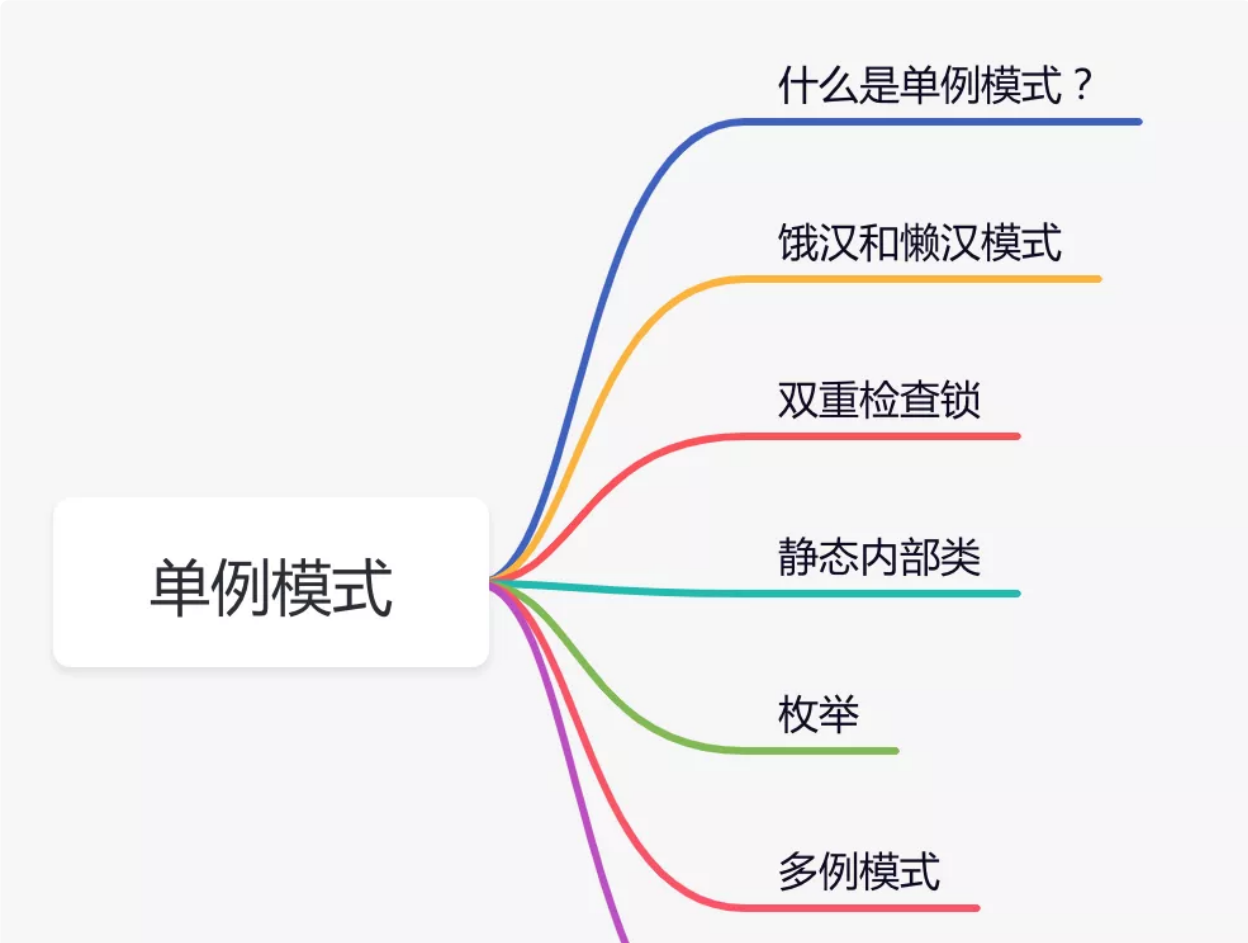 什么是单例模式？
饿汉和懒汉模式
双重检查锁
单例模式
静态内部类
枚举
多例模式